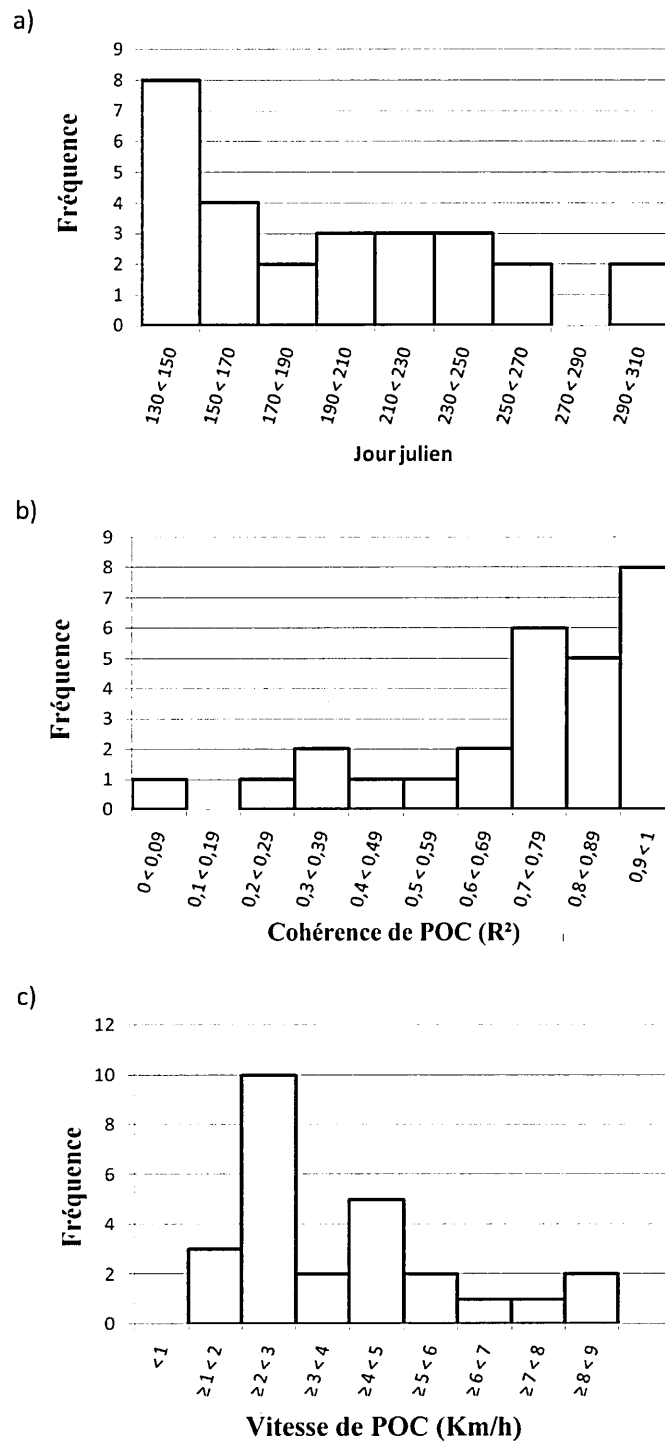 a)
9
8
7
6
5
4
3
2
1
0
Fréquence
130 < 150
150 < 170
170 < 190
190 < 210
210 < 230
230 < 250
250 < 270
270 < 290
290 < 310
Jour julien
b)
9
8
7
6
5
4
3
2
1
0
Fréquence
0 < 0,09
0,1 < 0,19
0,2 < 0,29
0,3 < 0,39
0,4 < 0,49
0,5 < 0,59
0,6 < 0,69
0,7 < 0,79
0,8 < 0,89
0,9 < 1
Cohérence de POC (R²)
c)
12
10
8
6
4
2
0
Fréquence
< 1
≥ 1 < 2
≥ 2 < 3
≥ 3 < 4
≥ 4 < 5
≥ 5 < 6
≥ 6 < 7
≥ 7 < 8
≥ 8 < 9
Vitesse de POC (Km/h)